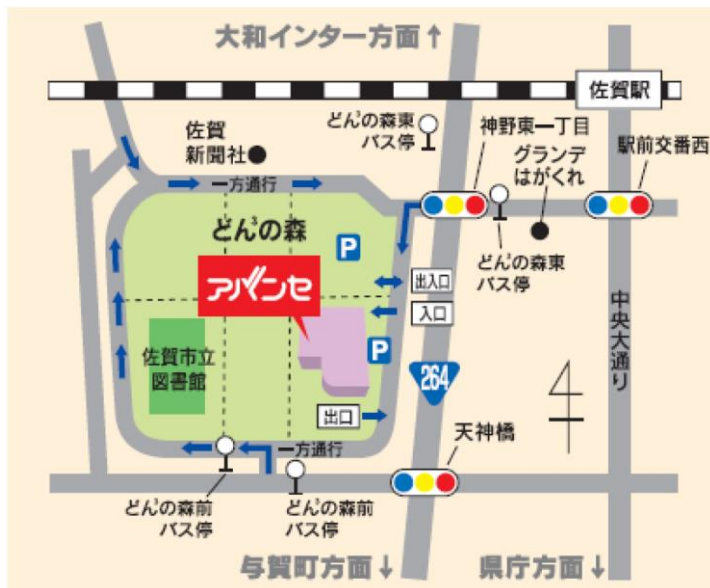 大和インター方面↑
佐賀駅
どん³の森東
バス停
佐賀
新聞社
神野東一丁目
グランデ
はがくれ
駅前交番西
一方通行
どん³の森
P
アバンセ
出入口
どん³の森東
バス停
入口
中央大通り
佐賀市立
図書館
P
264
出口
天神橋
一方通行
どん³の森前
バス停
どん³の森前
バス停
与賀町方面↓
県庁方面↓